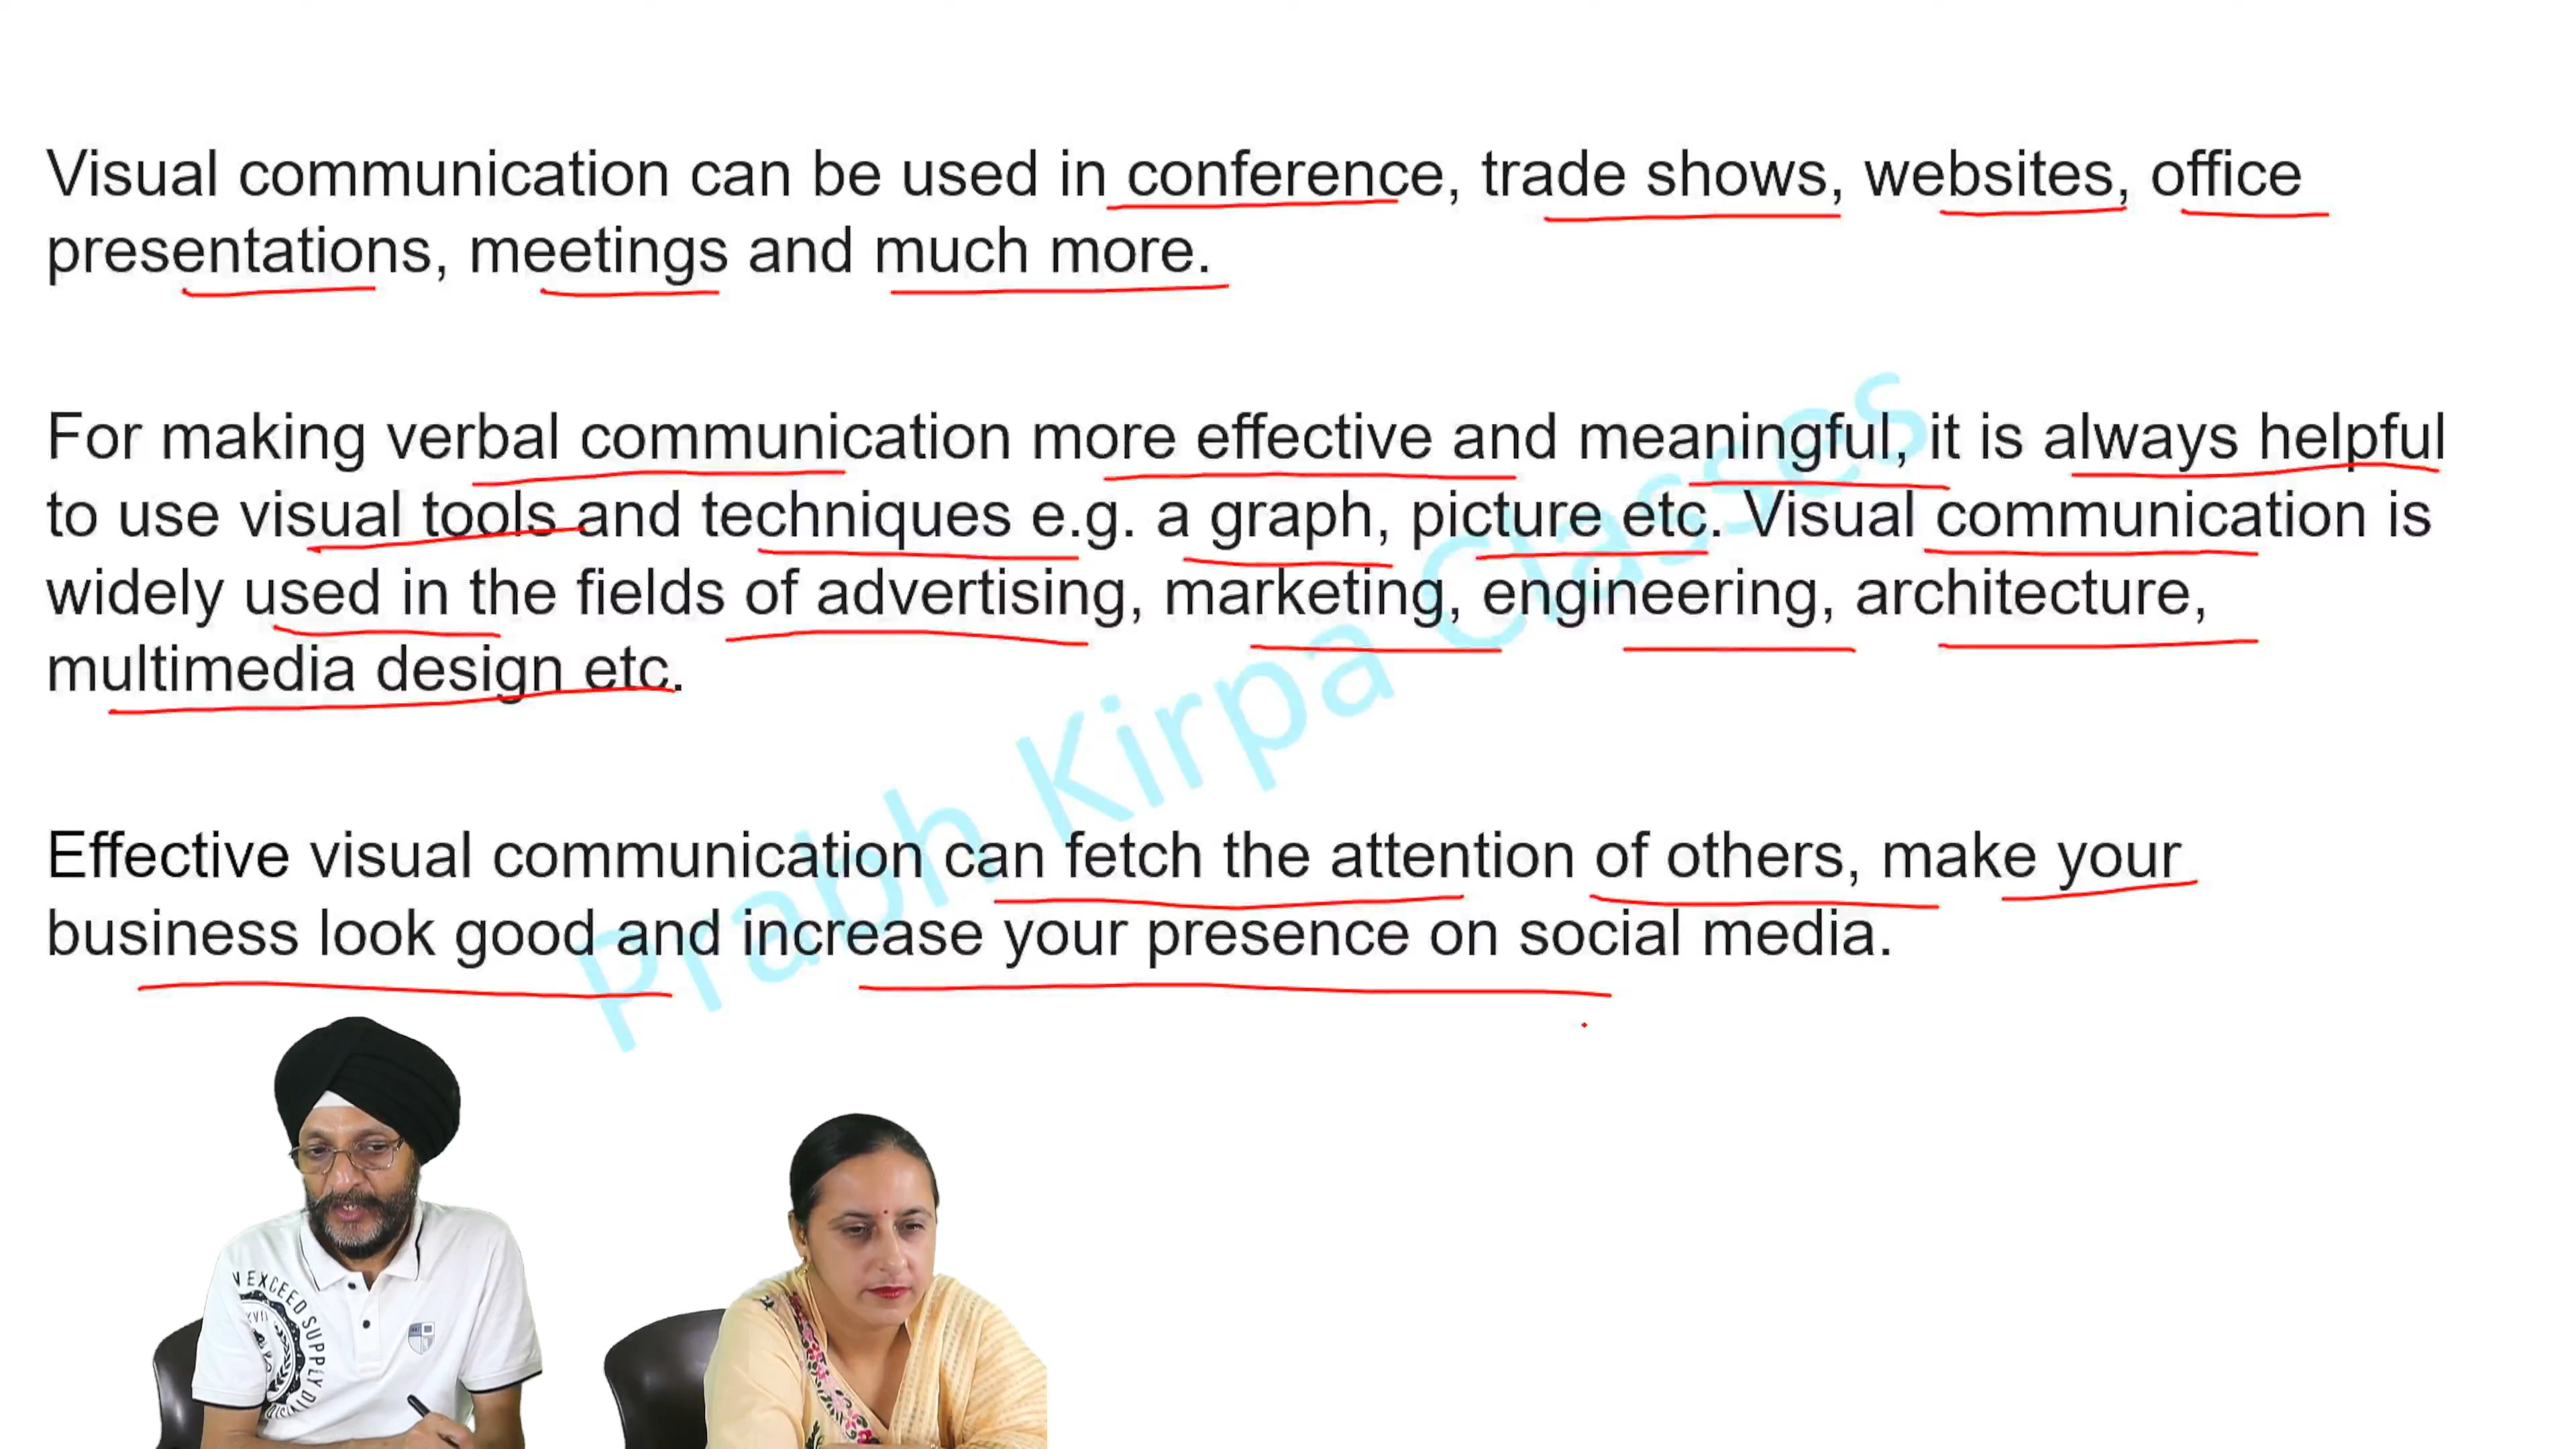 Visual communication can be used in conference, trade shows, websites, office
presentations, meetings and much more.
For making verbal communication more effective and meaningful, it is always helpful
to use visual tools and techniques e.g. a graph, picture etc. Visual communication is
widely used in the fields of advertising, marketing, engineering, architecture,
multimedia design etc.
Effective visual communication can fetch the attention of others, make your
business look good and increase your presence on social media.
Prabh Kirpa Classes
EXCEED SUPPLY
XVII